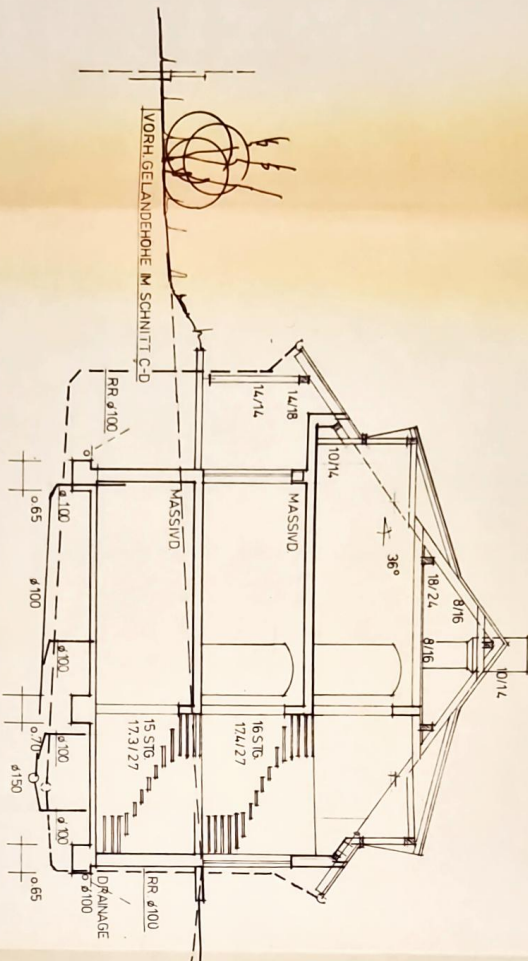 VORH. GELANDEHOHE IM SCHNITT C-D
RR ø100
14/14
14/18
10/14
36°
18/24
8/16
8/16
10/14
MASSIVD
MASSIVD
ø 100
o.65
ø100
ø100
16 STG
17.4/27
15 STG
17.3/27
ø100
o.70
ø150
ø100
RR ø100
DRAINAGE
ø100
o.65